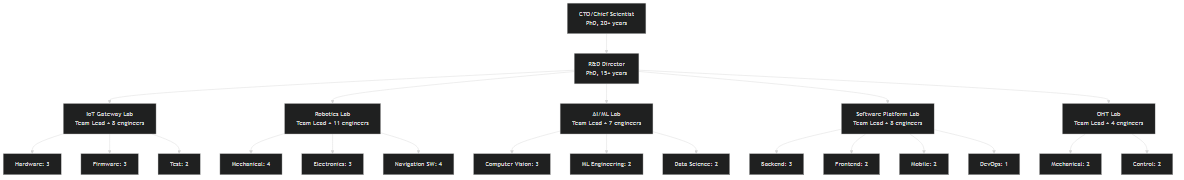 CTO/Chief Scientist
PhD, 20+ years
R&D Director
PhD, 15+ years
IoT Gateway Lab
Team Lead + 8 engineers
Robotics Lab
Team Lead + 11 engineers
AI/ML Lab
Team Lead + 7 engineers
Software Platform Lab
Team Lead + 8 engineers
OHT Lab
Team Lead + 4 engineers
Hardware: 3
Firmware: 3
Test: 2
Mechanical: 4
Electronics: 3
Navigation SW: 4
Computer Vision: 3
ML Engineering: 2
Data Science: 2
Backend: 3
Frontend: 2
Mobile: 2
DevOps: 1
Mechanical: 2
Control: 2